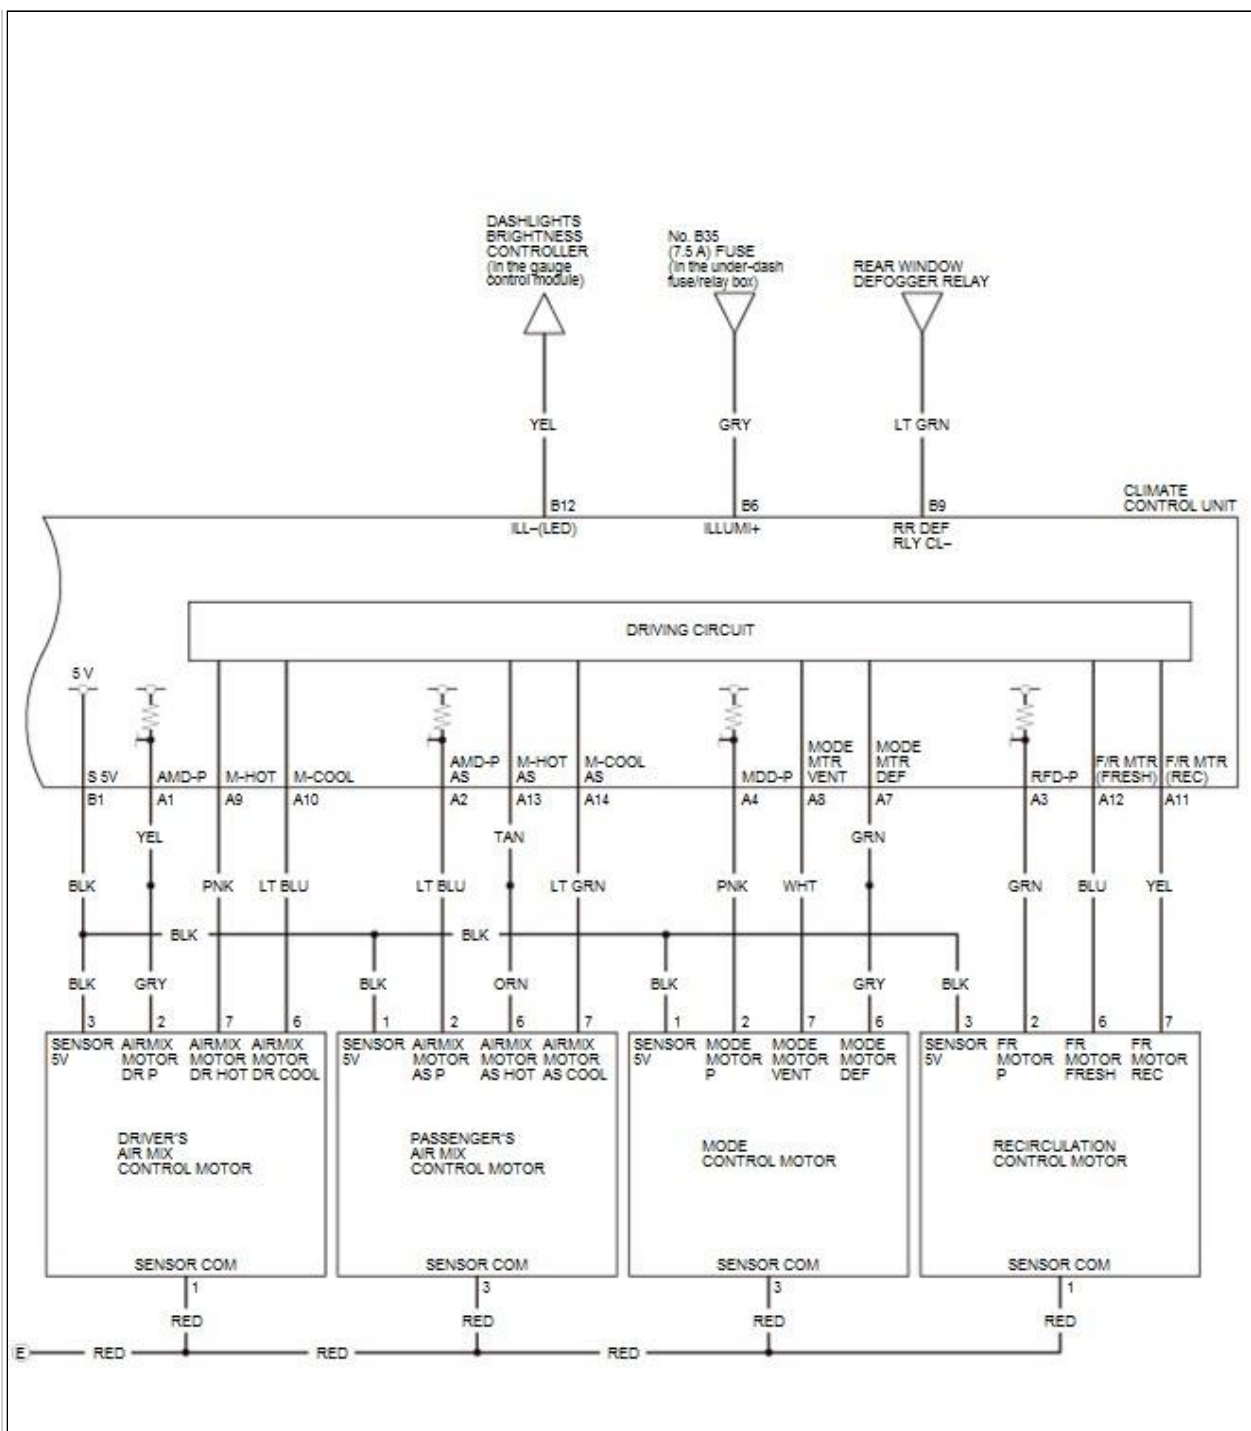 DASHLIGHTS
BRIGHTNESS
CONTROLLER
(In the gauge
control module)
No. B35
(7.5 A) FUSE
(In the under-dash
fuse/relay box)
REAR WINDOW
DEFOGGER RELAY
YEL
GRY
LT GRN
B12
B6
B9
CLIMATE
CONTROL UNIT
ILL-(LED)
ILLUMI+
RR DEF
RLY CL-
DRIVING CIRCUIT
5 V
S 5V
AMD-P
M-HOT
M-COOL
AMD-P
AS
M-HOT
AS
M-COOL
AS
MDD-P
MODE
MTR
VENT
MODE
MTR
DEF
RFD-P
F/R MTR
(FRESH)
F/R MTR
(REC)
B1
A1
A9
A10
A2
A13
A14
A4
A8
A7
A3
A12
A11
YEL
TAN
GRN
BLK
PNK
LT BLU
LT BLU
LT GRN
PNK
WHT
GRN
BLU
YEL
BLK
BLK
BLK
GRY
BLK
ORN
BLK
GRY
BLK
3
2
7
6
1
2
6
7
1
2
7
6
3
2
6
7
SENSOR
5V
AIRMIX
MOTOR
DR P
AIRMIX
MOTOR
DR HOT
AIRMIX
MOTOR
DR COOL
SENSOR
5V
AIRMIX
MOTOR
AS P
AIRMIX
MOTOR
AS HOT
AIRMIX
MOTOR
AS COOL
SENSOR
5V
MODE
MOTOR
P
MODE
MOTOR
VENT
MODE
MOTOR
DEF
SENSOR
5V
FR
MOTOR
P
FR
MOTOR
FRESH
FR
MOTOR
REC
DRIVER"S
AIR MIX
CONTROL MOTOR
PASSENGER"S
AIR MIX
CONTROL MOTOR
MODE
CONTROL MOTOR
RECIRCULATION
CONTROL MOTOR
SENSOR COM
SENSOR COM
SENSOR COM
SENSOR COM
1
3
3
1
RED
RED
RED
RED
E
RED
RED
RED